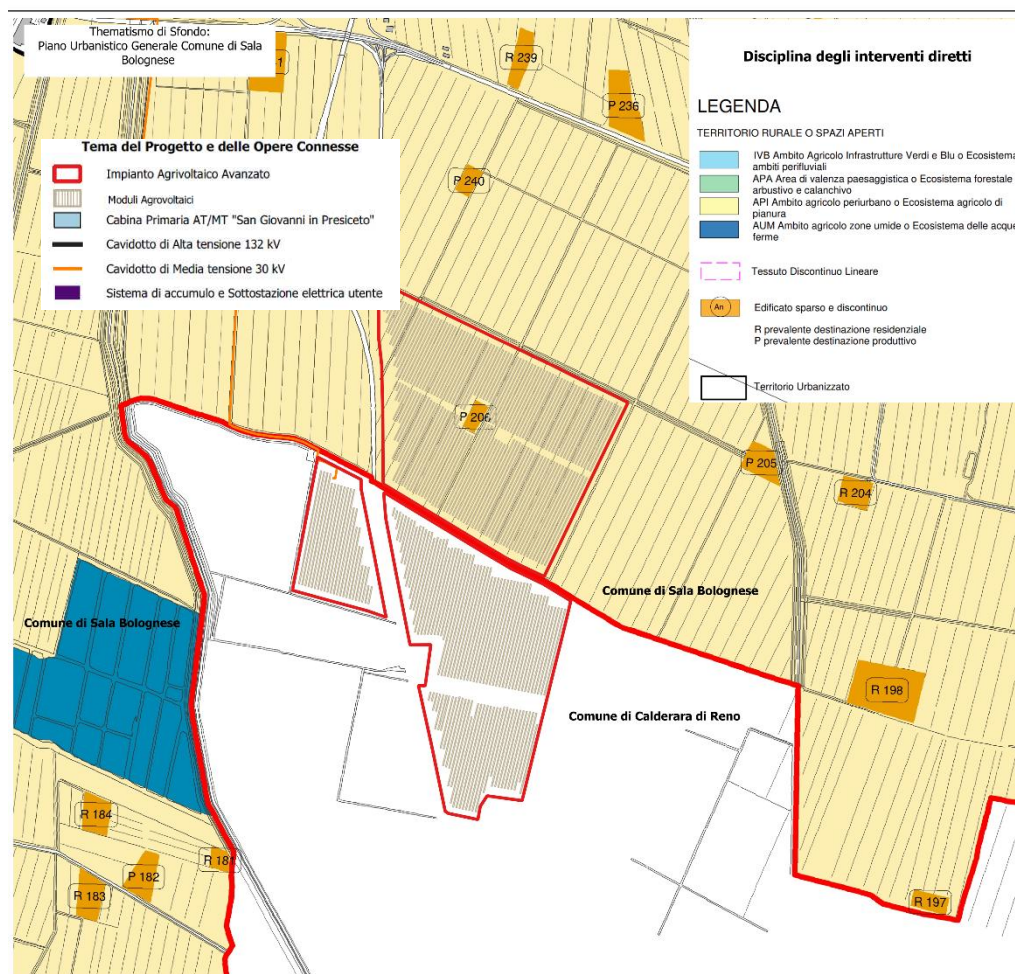 Thematismo di Sfondo:
Piano Urbanistico Generale Comune di Sala
Bolognese
Tema del Progetto e delle Opere Connesse
Impianto Agrivoltaico Avanzato
Moduli Agrovoltaici
Cabina Primaria AT/MT "San Giovanni in Presiceto"
Cavidotto di Alta tensione 132 kV
Cavidotto di Media tensione 30 kV
Sistema di accumulo e Sottostazione elettrica utente
Disciplina degli interventi diretti
LEGENDA
TERRITORIO RURALE O SPAZI APERTI
IVB Ambito Agricolo Infrastrutture Verdi e Blu o Ecosistema
ambiti perifluviali
APA Area di valenza paesaggistica o Ecosistema forestale
arbustivo e calanchivo
API Ambito agricolo periurbano o Ecosistema agricolo di
pianura
AUM Ambito agricolo zone umide o Ecosistema delle acque
ferme
Tessuto Discontinuo Lineare
An
Edificato sparso e discontinuo
R prevalente destinazione residenziale
P prevalente destinazione produttivo
Territorio Urbanizzato
R 239
P 236
P 240
P 206
P 205
R 204
Comune di Sala Bolognese
Comune di Sala Bolognese
R 198
Comune di Calderara di Reno
R 184
R 181
P 182
R 183
R 197